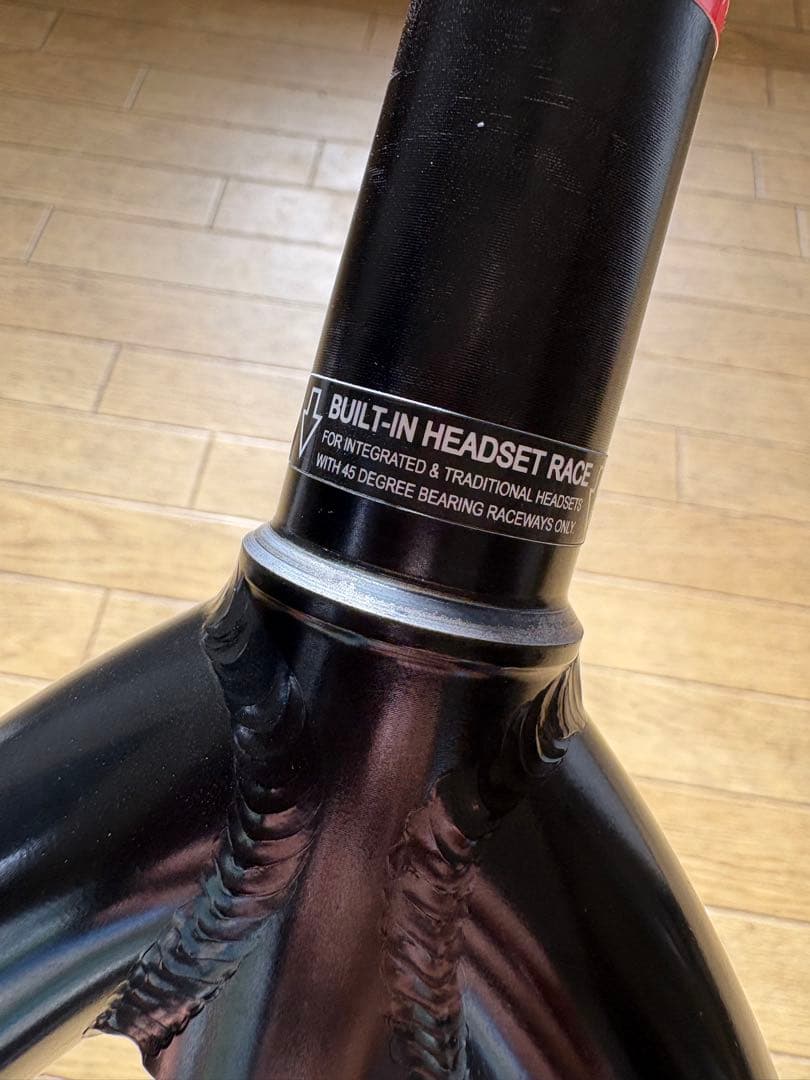 BUILT-IN HEADSET RACE
FOR INTEGRATED & TRADITIONAL HEADSETS
WITH 45 DEGREE BEARING RACEWAYS ONLY.